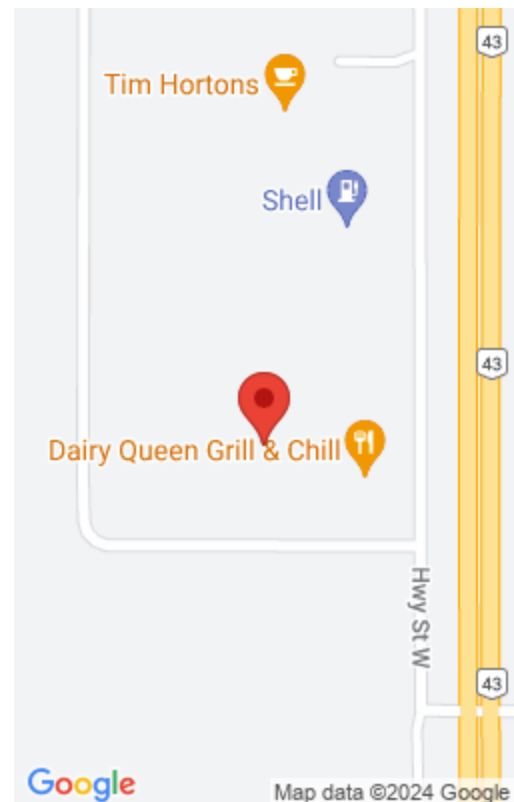 43
Tim Hortons
Shell
43
Dairy Queen Grill & Chill
Hwy St W
43
Google
Map data ©2024 Google